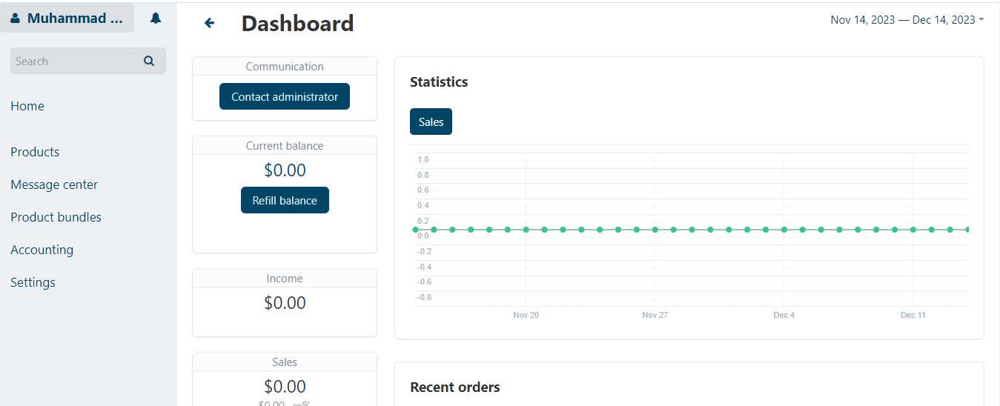 Muhammad ...
Search
Home
Products
Message center
Product bundles
Accounting
Settings
Dashboard
Nov 14, 2023 — Dec 14, 2023
Communication
Contact administrator
Current balance
$0.00
Refill balance
Income
$0.00
Sales
$0.00
Statistics
Sales
1.0
0.8
0.6
0.4
0.2
0.0
-0.2
-0.4
-0.6
-0.8
Nov 20 Nov 27 Dec 4 Dec 11
Recent orders